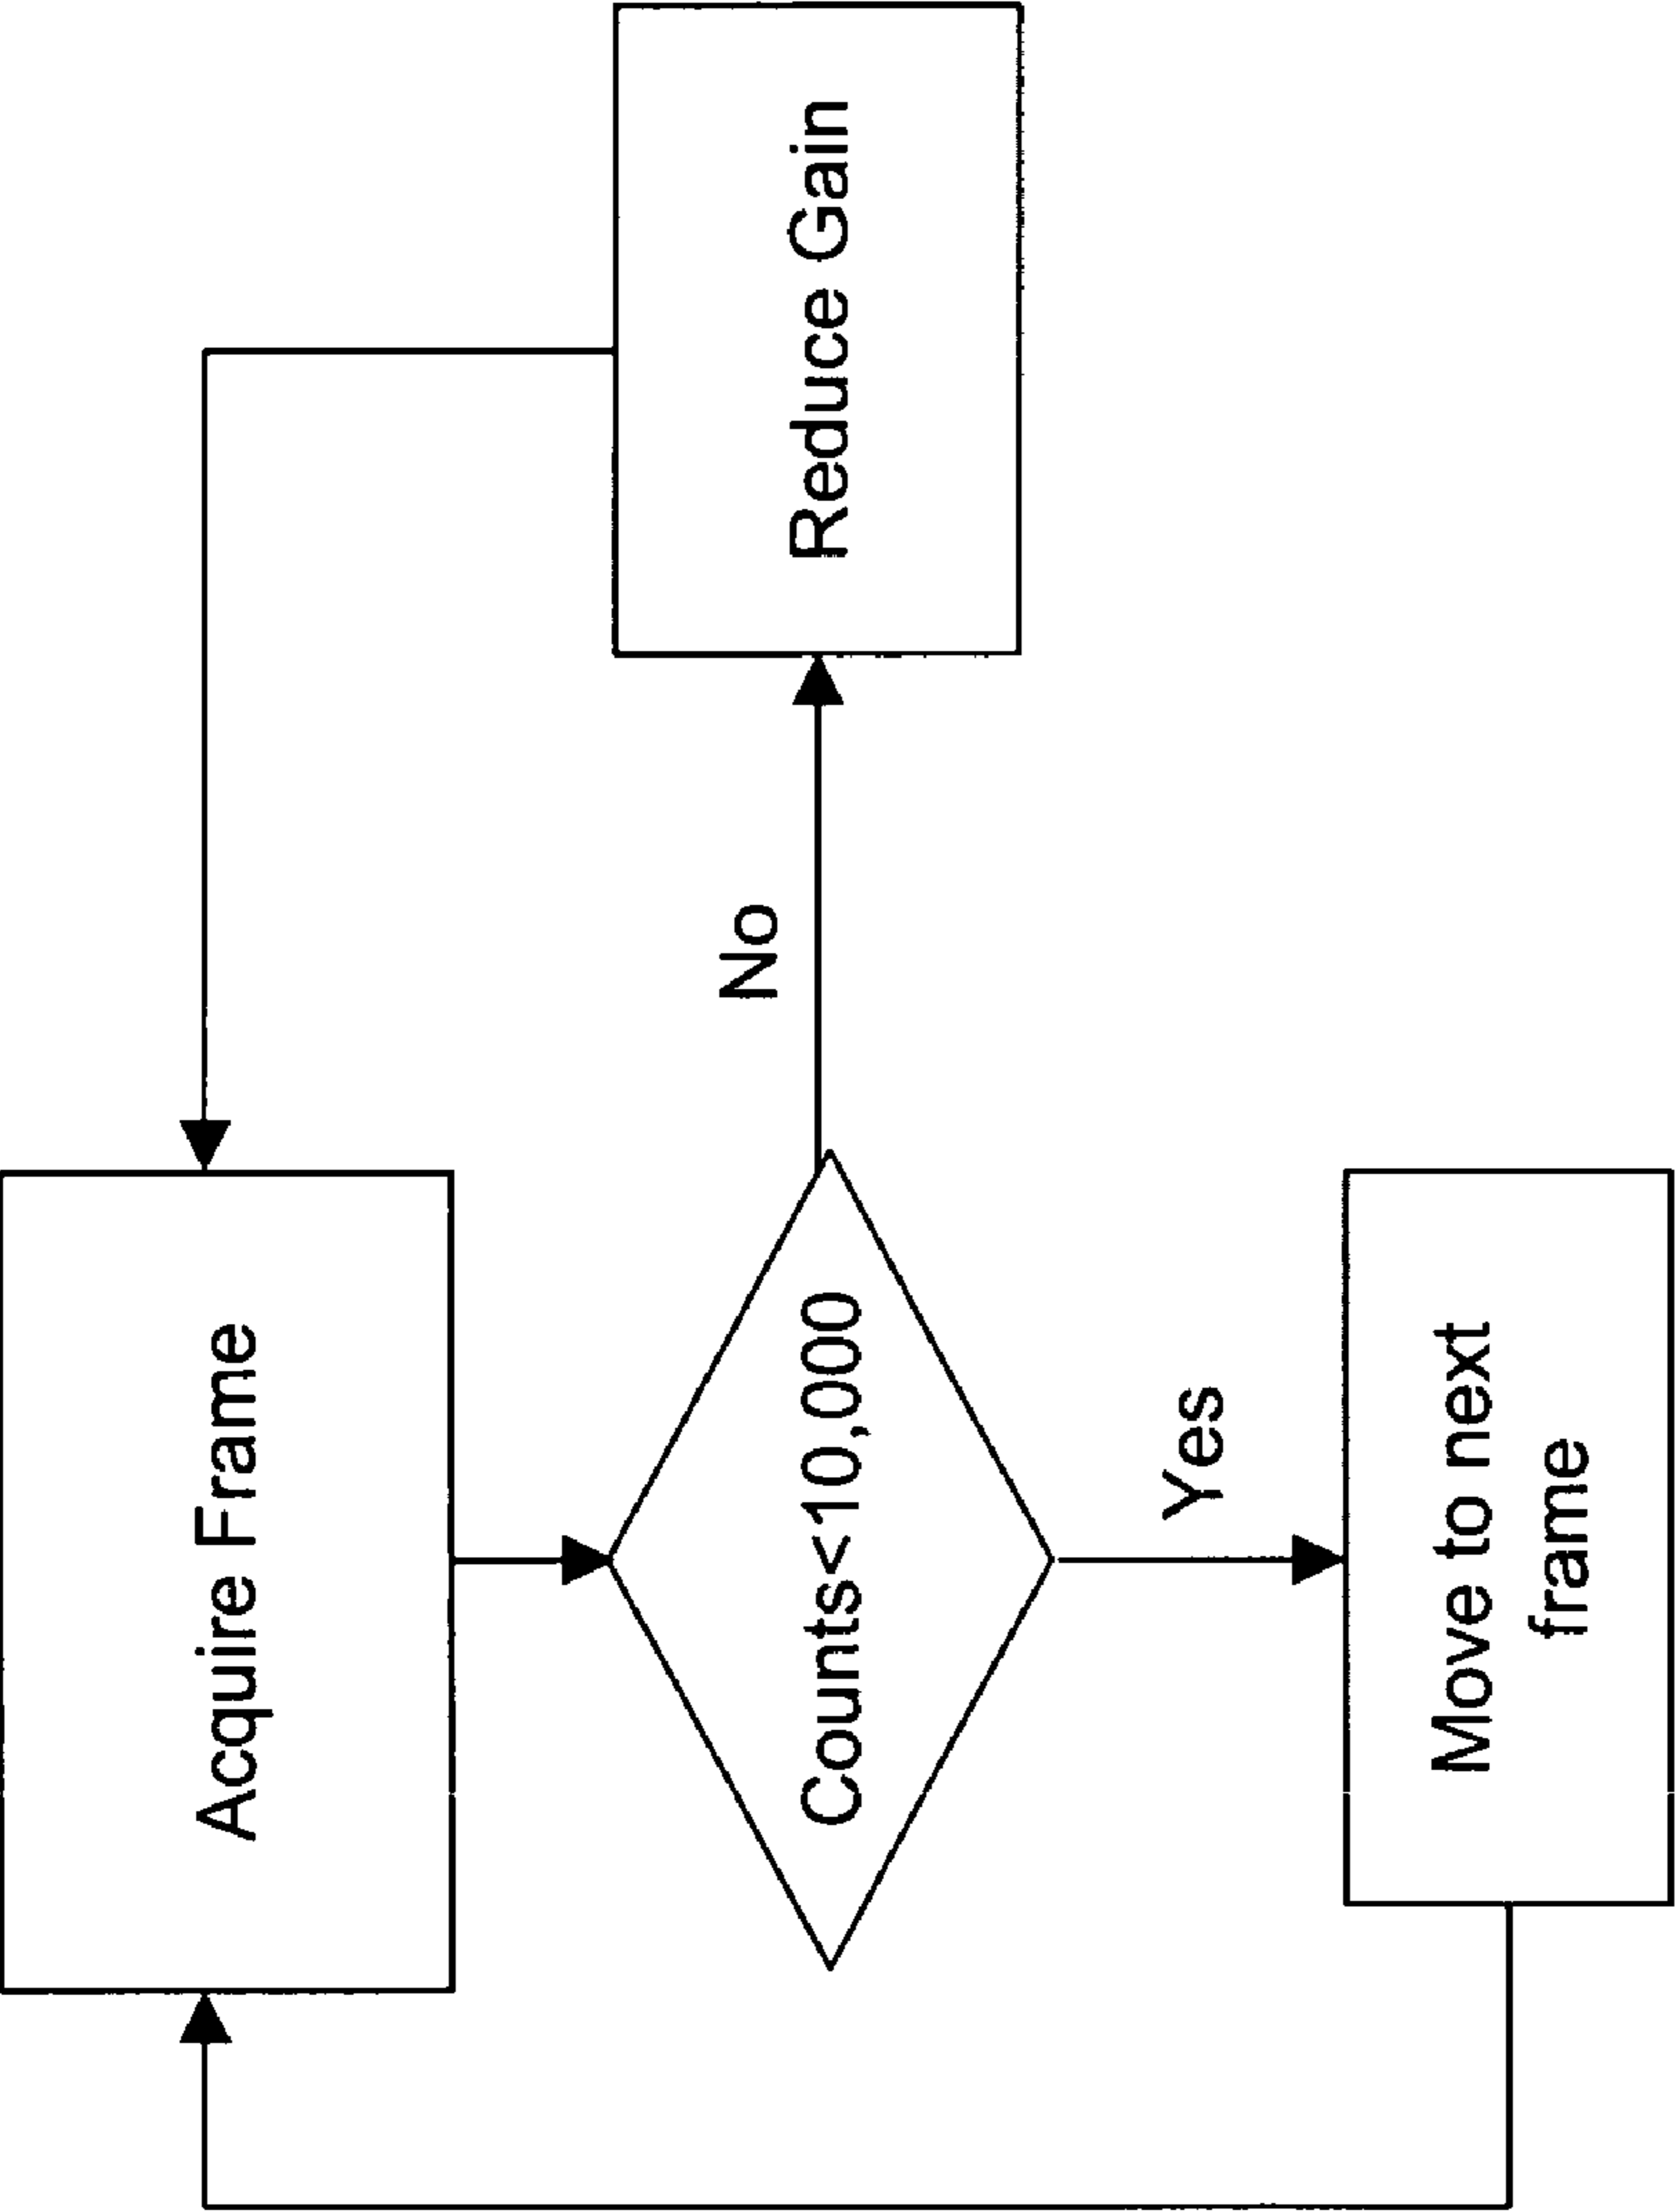 Acquire Frame
Counts<10,000
No
Reduce Gain
Yes
Move to next
frame